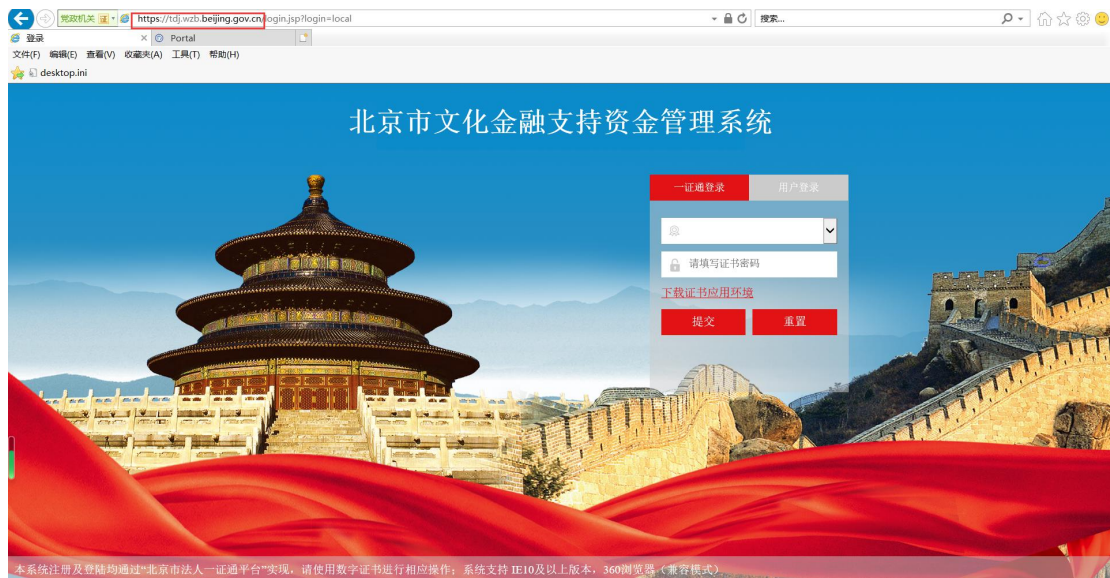 党政机关 证 https://tdj.wzb.beijing.gov.cn/login.jsp?login=local 搜索...
登录 Portal
文件(F) 编辑(E) 查看(V) 收藏夹(A) 工具(T) 帮助(H)
desktop.ini
北京市文化金融支持资金管理系统
一证通登录 用户登录
请填写证书密码
下载证书应用环境
提交 重置
本系统注册及登陆均通过“北京市法人一证通平台”实现，请使用数字证书进行相应操作；系统支持 IE10及以上版本，360浏览器（兼容模式）